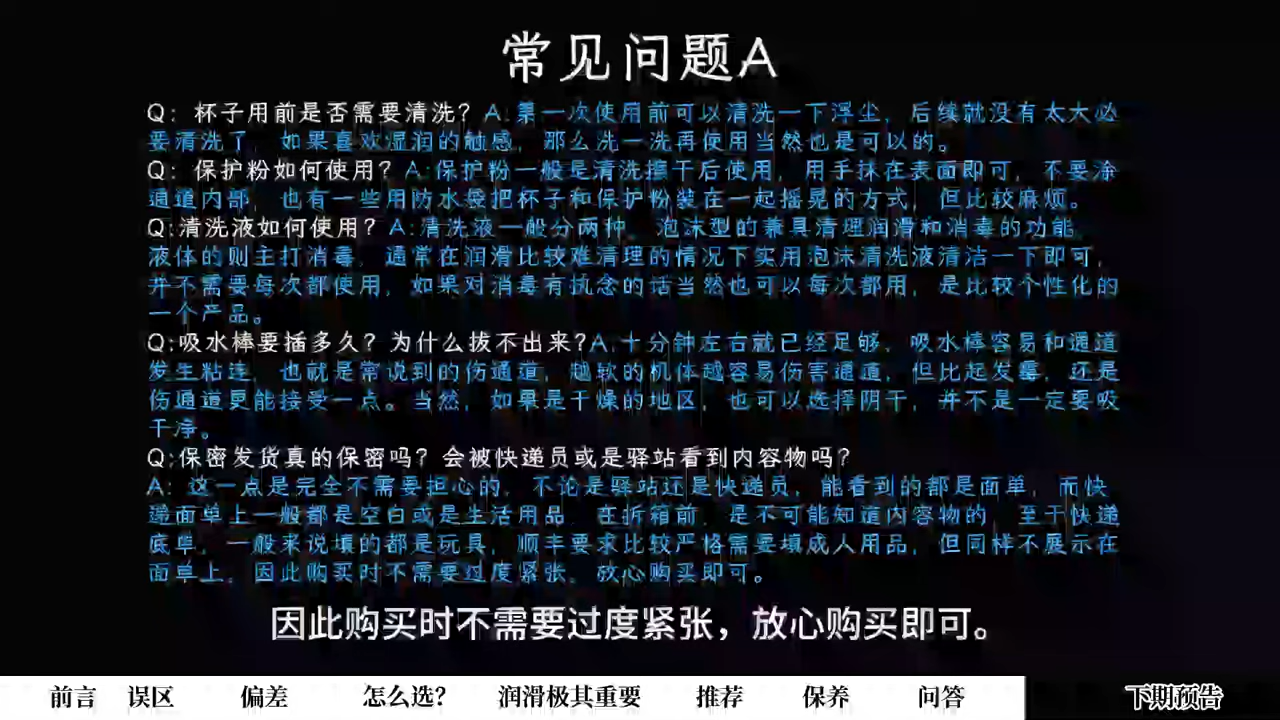 常见问题A
Q: 杯子用前是否需要清洗? A:第一次使用前可以清洗一下浮尘, 后续就没有太大必
要清洗了, 如果喜欢湿润的触感, 那么洗一洗再使用当然也是可以的。
Q: 保护粉如何使用? A:保护粉一般是清洗擦干后使用, 用手抹在表面即可, 不要涂
通道内部, 也有一些用防水袋把杯子和保护粉装在一起摇晃的方式, 但比较麻烦。
Q:清洗液如何使用? A:清洗液一般分两种, 泡沫型的兼具清理润滑和消毒的功能,
液体的则主打消毒, 通常在润滑比较难清理的情况下实用泡沫清洗液清洁一下即可,
并不需要每次都使用, 如果对消毒有执念的话当然也可以每次都用, 是比较个性化的
一个产品。
Q:吸水棒要插多久? 为什么拔不出来?A:十分钟左右就已经足够, 吸水棒容易和通道
发生粘连, 也就是常说到的伤通道, 越软的机体越容易伤害通道, 但比起发霉, 还是
伤通道更能接受一点。当然, 如果是干燥的地区, 也可以选择阴干, 并不是一定要吸
干净。
Q:保密发货真的保密吗? 会被快递员或是驿站看到内容物吗?
A: 这一点是完全不需要担心的, 不论是驿站还是快递员, 能看到的都是面单, 而快
递面单上一般都是空白或是生活用品, 在拆箱前, 是不可能知道内容物的, 至于快递
底单, 一般来说填的都是玩具, 顺丰要求比较严格需要填成人用品, 但同样不展示在
面单上, 因此购买时不需要过度紧张, 放心购买即可。
因此购买时不需要过度紧张，放心购买即可。
前言 误区 偏差 怎么选? 润滑极其重要 推荐 保养 问答 下期预告